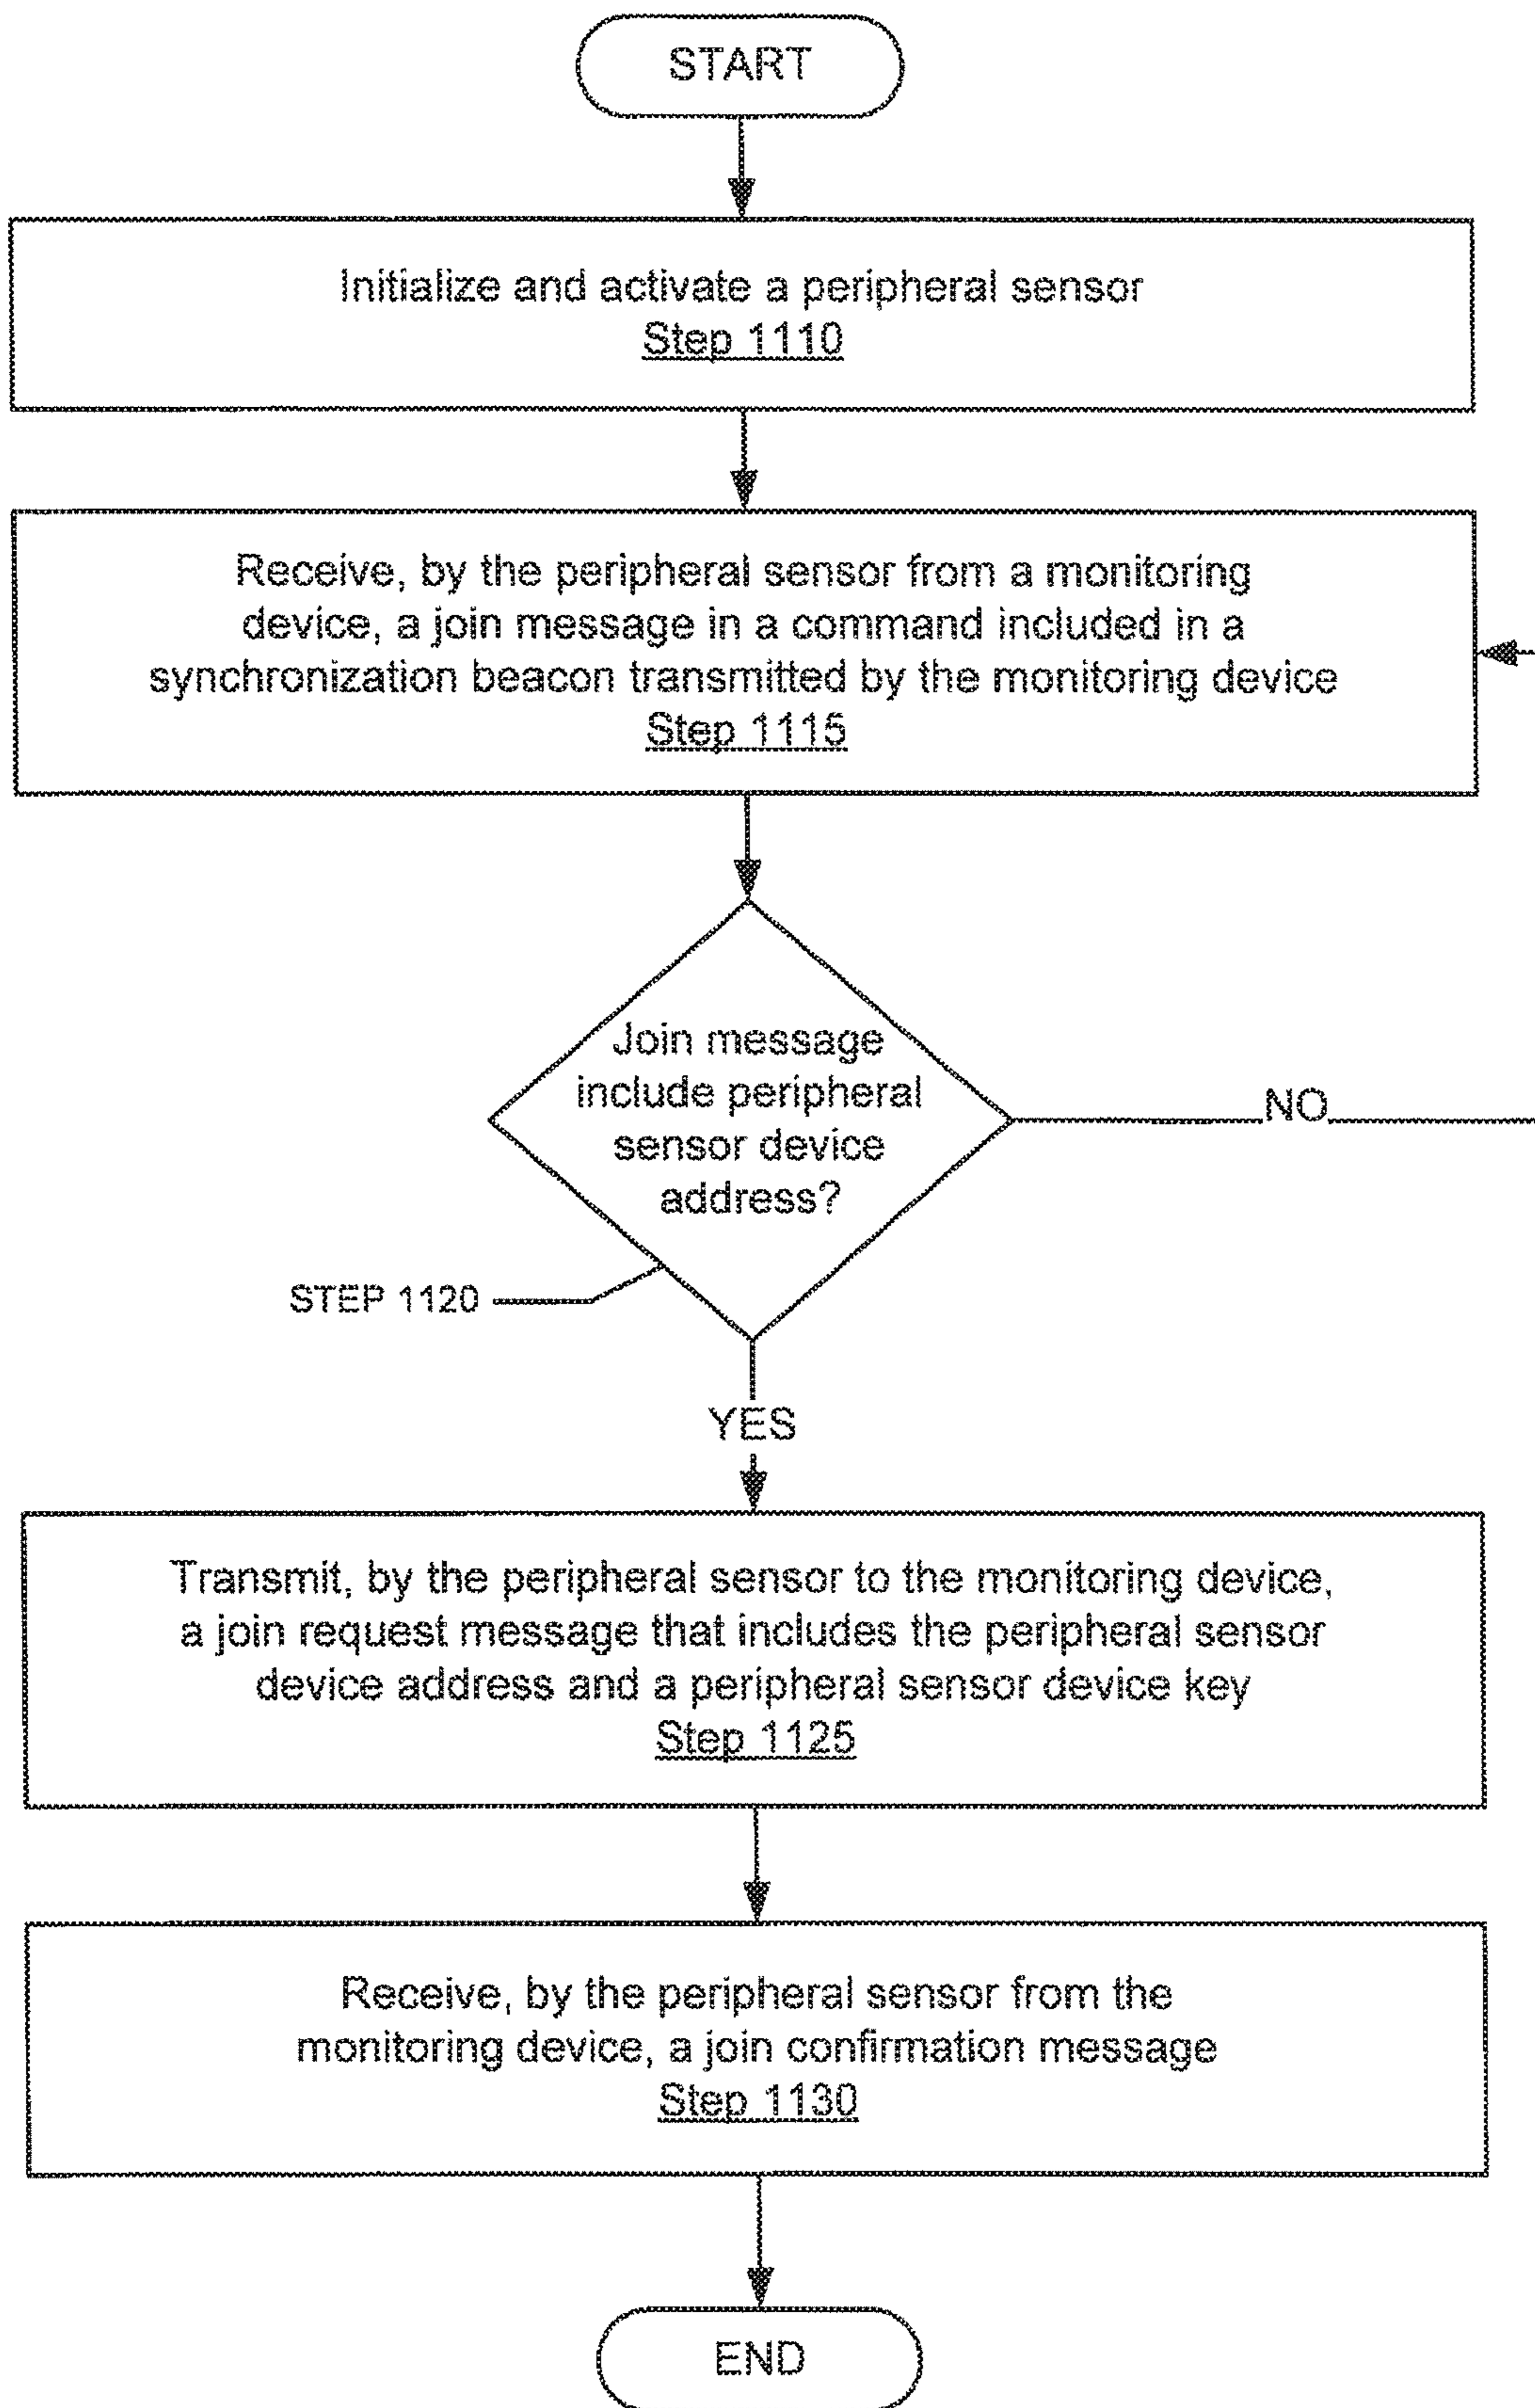 START
Initialize and activate a peripheral sensor
Step 1110
Receive, by the peripheral sensor from a monitoring
device, a join message in a command included in a
synchronization beacon transmitted by the monitoring device
Step 1115
Join message
include peripheral
sensor device
address?
NO
STEP 1120
YES
Transmit, by the peripheral sensor to the monitoring device,
a join request message that includes the peripheral sensor
device address and a peripheral sensor device key
Step 1125
Receive, by the peripheral sensor from the
monitoring device, a join confirmation message
Step 1130
END